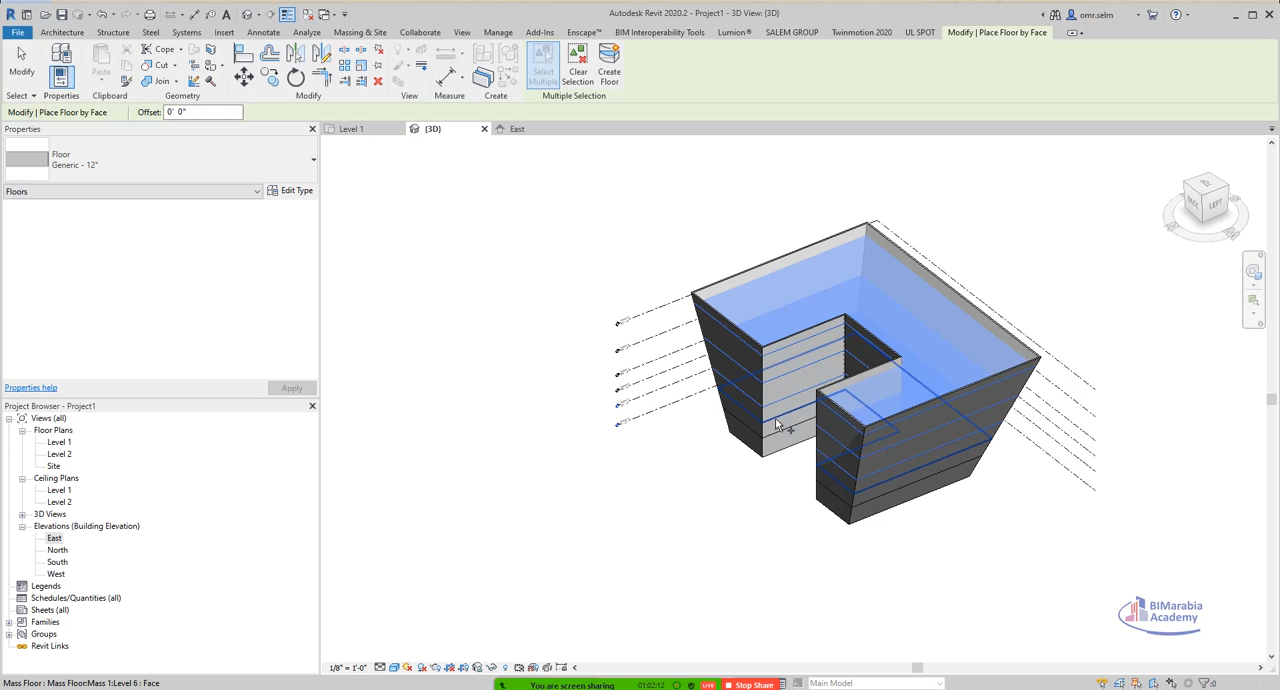 Autodesk Revit 2020.2 - Project1 - 3D View: {3D}
omr.selm
File Architecture Structure Steel Systems Insert Annotate Analyze Massing & Site Collaborate View Manage Add-Ins Enscape™ BIM Interoperability Tools Lumion® SALEM GROUP Twinmotion 2020 UL SPOT Modify | Place Floor by Face
Modify Paste Cope Cut Join Select Multiple Clear Selection Create Floor
Select Properties Clipboard Geometry Modify View Measure Create Multiple Selection
Modify | Place Floor by Face Offset: 0' 0"
Properties
Level 1 {3D} East
Floor
Generic - 12"
Floors Edit Type
Properties help Apply
Project Browser - Project1
Views (all)
Floor Plans
Level 1
Level 2
Site
Ceiling Plans
Level 1
Level 2
3D Views
Elevations (Building Elevation)
East
North
South
West
Legends
Schedules/Quantities (all)
Sheets (all)
Families
Groups
Revit Links
LEFT
BIMarabia
Academy
1/8" = 1'-0"
Mass Floor : Mass Floor:Mass 1:Level 6 : Face
You are screen sharing 01:02:12 LIVE Stop Share Main Model :0